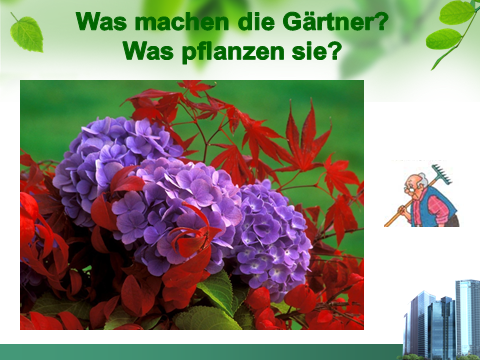 Was machen die Gärtner?
Was pflanzen sie?